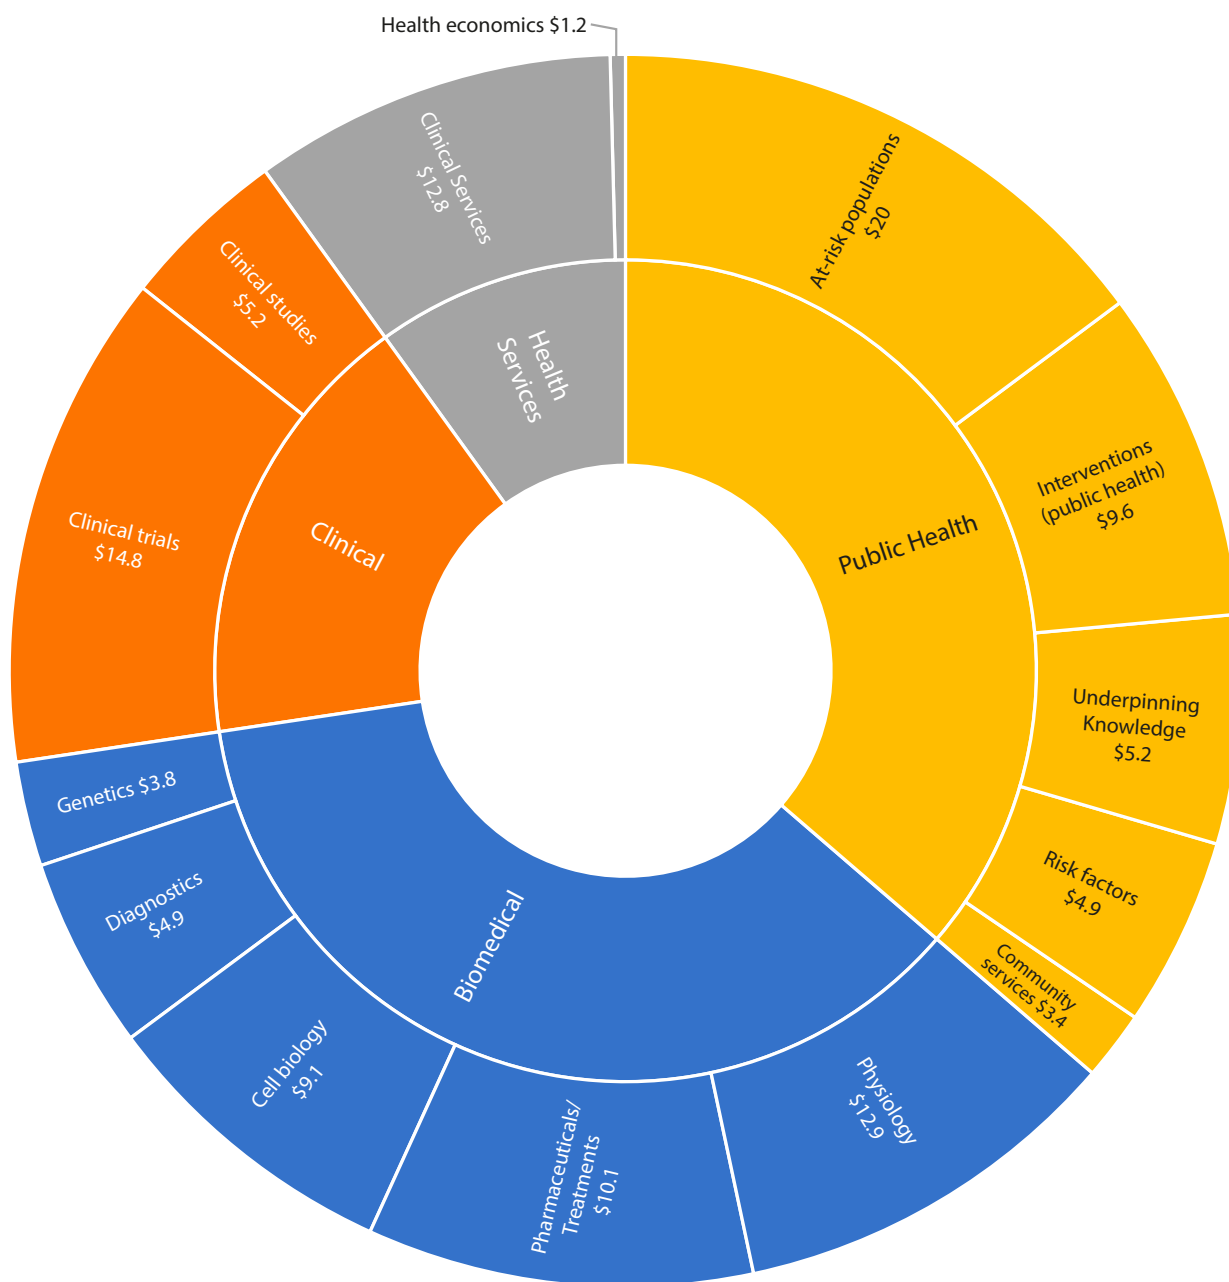 Health economics $1.2
At-risk populations
$20
Interventions
(public health)
$9.6
Underpinning
Knowledge
$5.2
Risk factors
$4.9
Community
services $3.4
Public Health
Physiology
$12.9
Pharmaceuticals/
Treatments
$10.1
Cell biology
$9.1
Diagnostics
$4.9
Genetics $3.8
Biomedical
Clinical trials
$14.8
Clinical studies
$5.2
Clinical
Clinical Services
$12.8
Health
Services